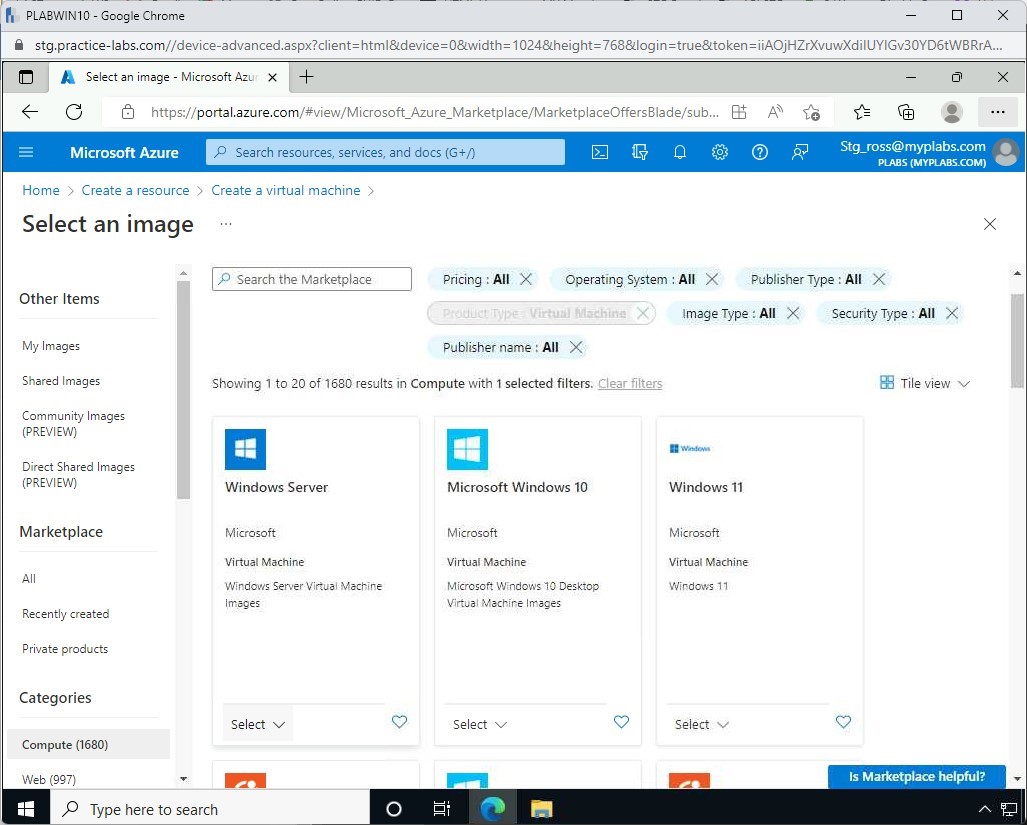 PLABWIN10 - Google Chrome
stg.practice-labs.com//device-advanced.aspx?client=html&device=0&width=1024&height=768&login=true&token=iiAOjHZrXvuwXdiIUYIGv30YD6tWBRrA...
Select an image - Microsoft Azur
https://portal.azure.com/#view/Microsoft_Azure_Marketplace/MarketplaceOffersBlade/sub...
Microsoft Azure
Search resources, services, and docs (G+/)
Stg_ross@myplabs.com
PLABS (MYPLABS.COM)
Home > Create a resource > Create a virtual machine >
Select an image ...
Search the Marketplace
Pricing : All
Operating System : All
Publisher Type : All
Product Type : Virtual Machine
Image Type : All
Security Type : All
Publisher name : All
Showing 1 to 20 of 1680 results in Compute with 1 selected filters. Clear filters
Tile view
Other Items
My Images
Shared Images
Community Images
(PREVIEW)
Direct Shared Images
(PREVIEW)
Marketplace
All
Recently created
Private products
Categories
Compute (1680)
Web (997)
Windows Server
Microsoft
Virtual Machine
Windows Server Virtual Machine
Images
Select
Microsoft Windows 10
Microsoft
Virtual Machine
Microsoft Windows 10 Desktop
Virtual Machine Images
Select
Windows
Windows 11
Microsoft
Virtual Machine
Windows 11
Select
Is Marketplace helpful?
Type here to search